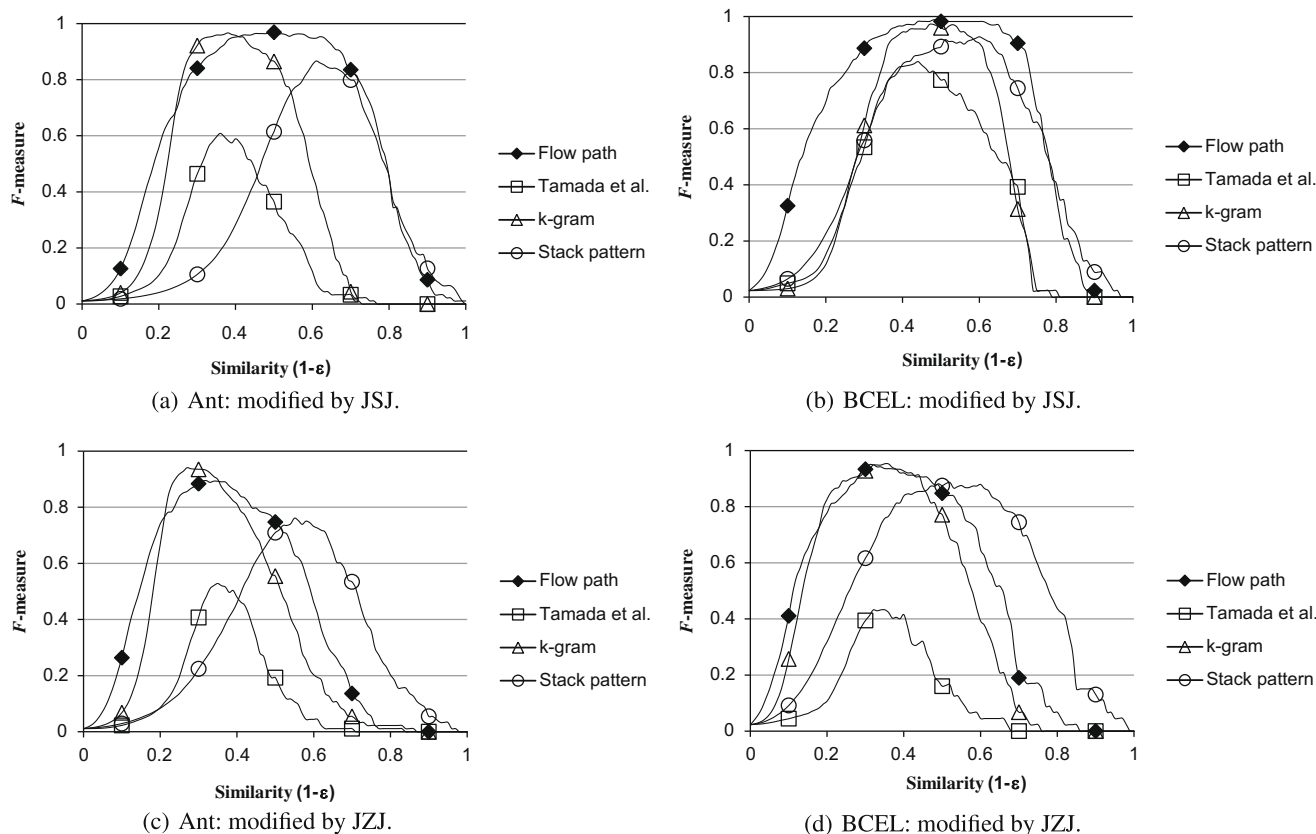 1
0.8
0.6
0.4
0.2
0
F-measure
0 0.2 0.4 0.6 0.8 1
Similarity (1-ε)
Flow path
Tamada et al.
k-gram
Stack pattern
(a) Ant: modified by JSJ.
1
0.8
0.6
0.4
0.2
0
F-measure
0 0.2 0.4 0.6 0.8 1
Similarity (1-ε)
Flow path
Tamada et al.
k-gram
Stack pattern
(b) BCEL: modified by JSJ.
1
0.8
0.6
0.4
0.2
0
F-measure
0 0.2 0.4 0.6 0.8 1
Similarity (1-ε)
Flow path
Tamada et al.
k-gram
Stack pattern
(c) Ant: modified by JZJ.
1
0.8
0.6
0.4
0.2
0
F-measure
0 0.2 0.4 0.6 0.8 1
Similarity (1-ε)
Flow path
Tamada et al.
k-gram
Stack pattern
(d) BCEL: modified by JZJ.